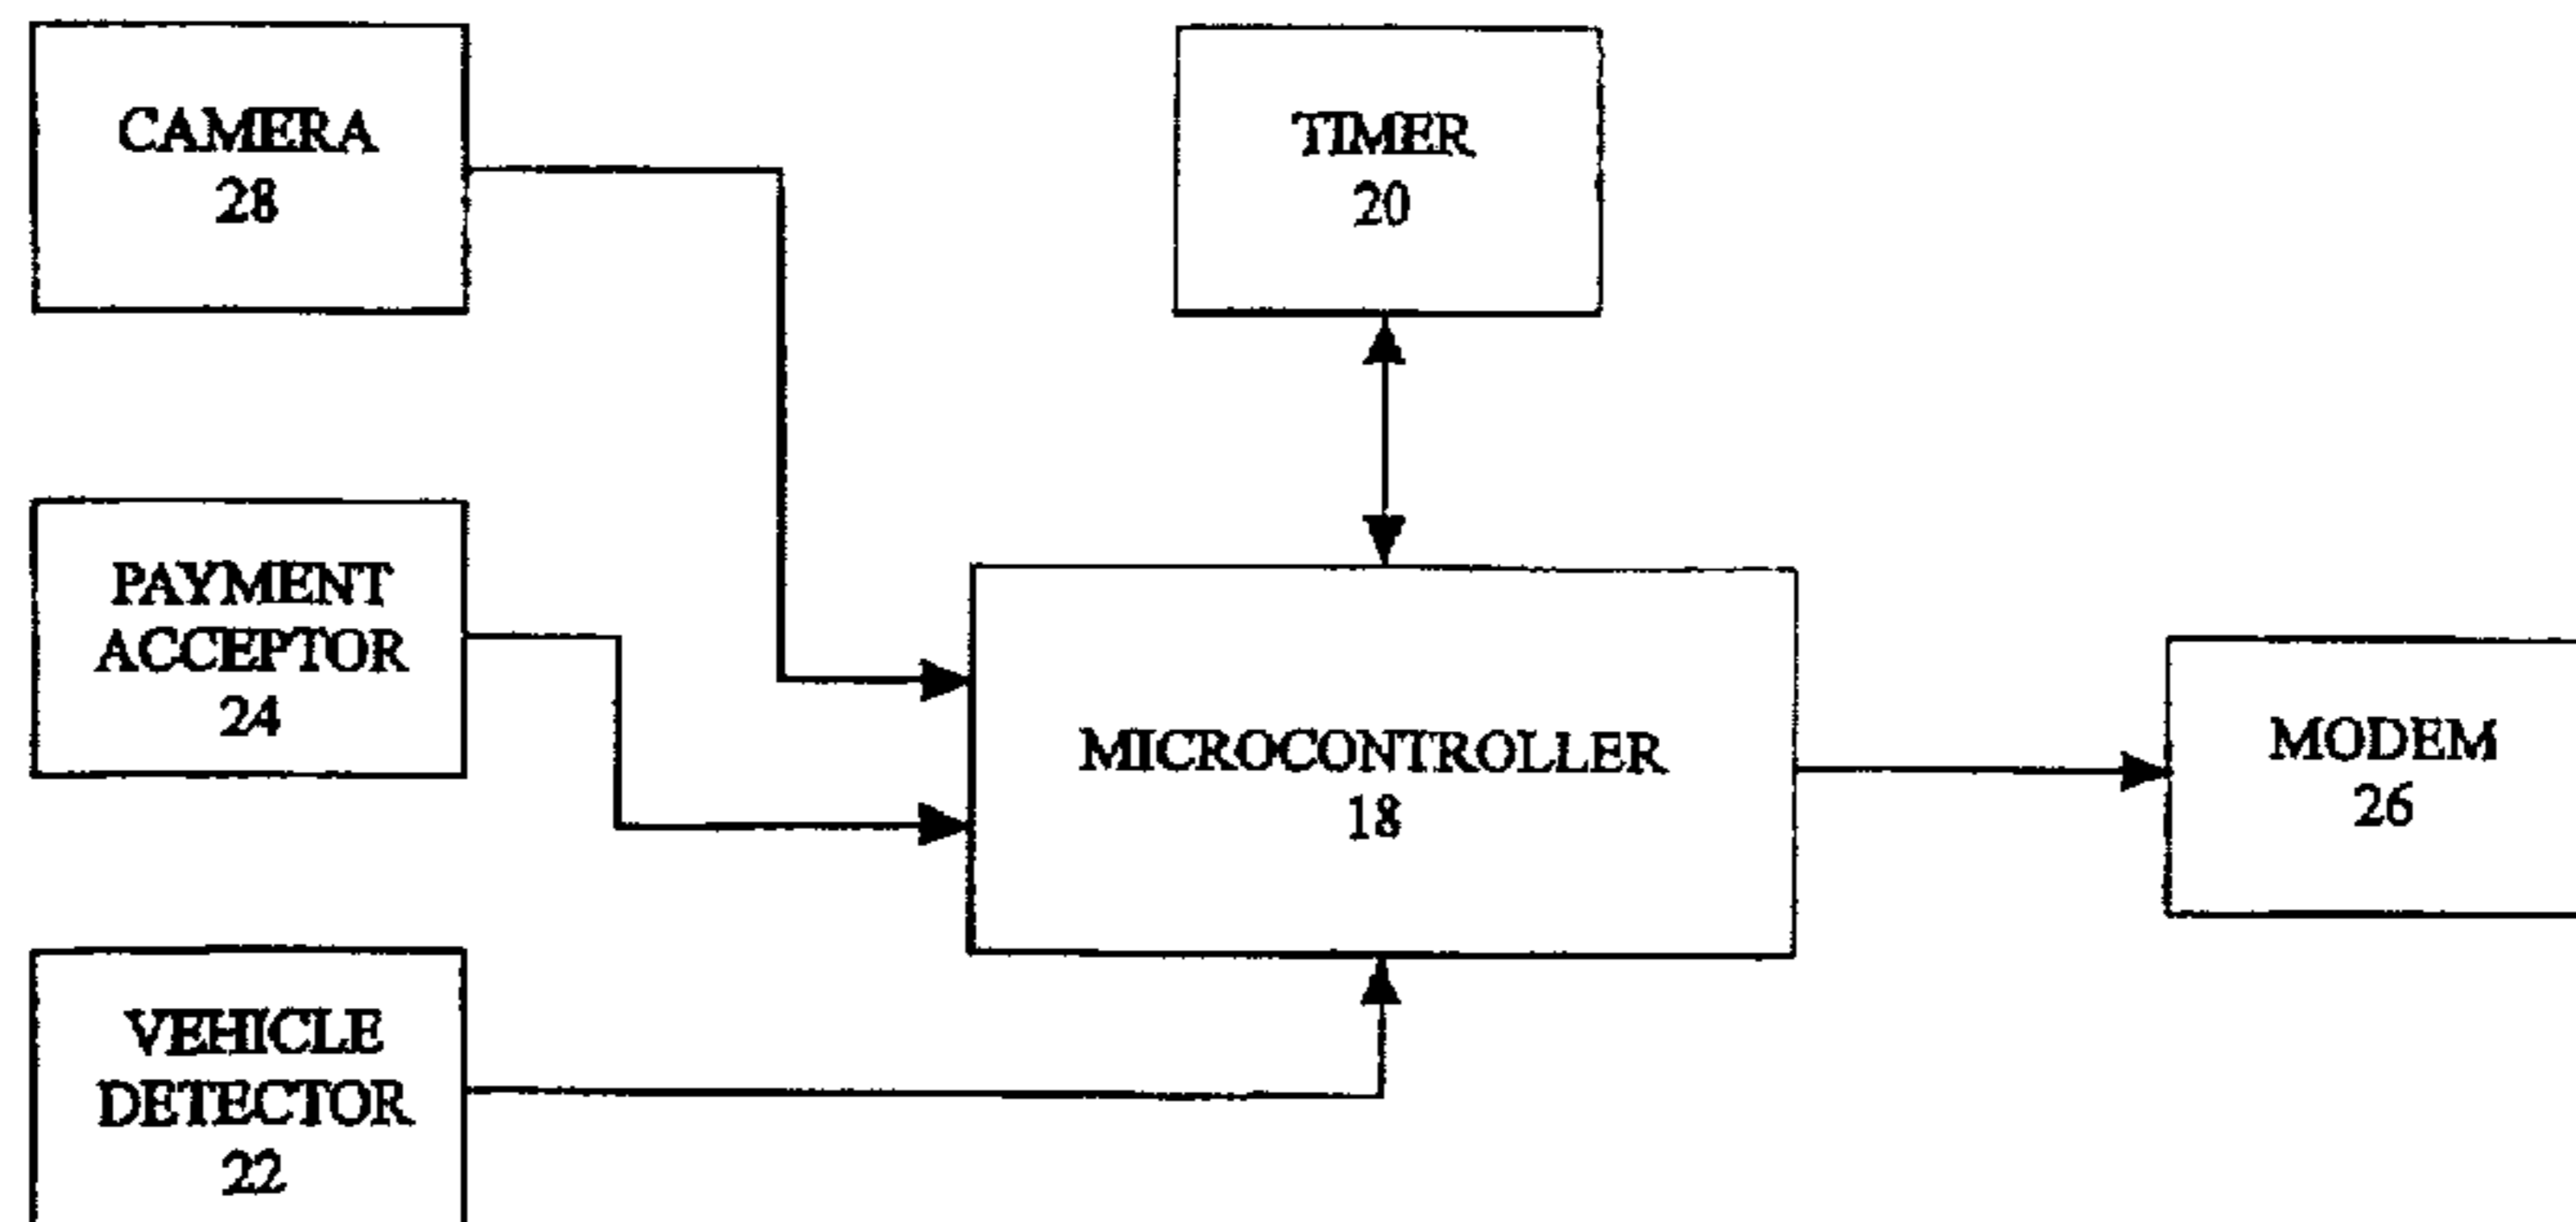 CAMERA
28
TIMER
20
PAYMENT
ACCEPTOR
24
MICROCONTROLLER
18
MODEM
26
VEHICLE
DETECTOR
22